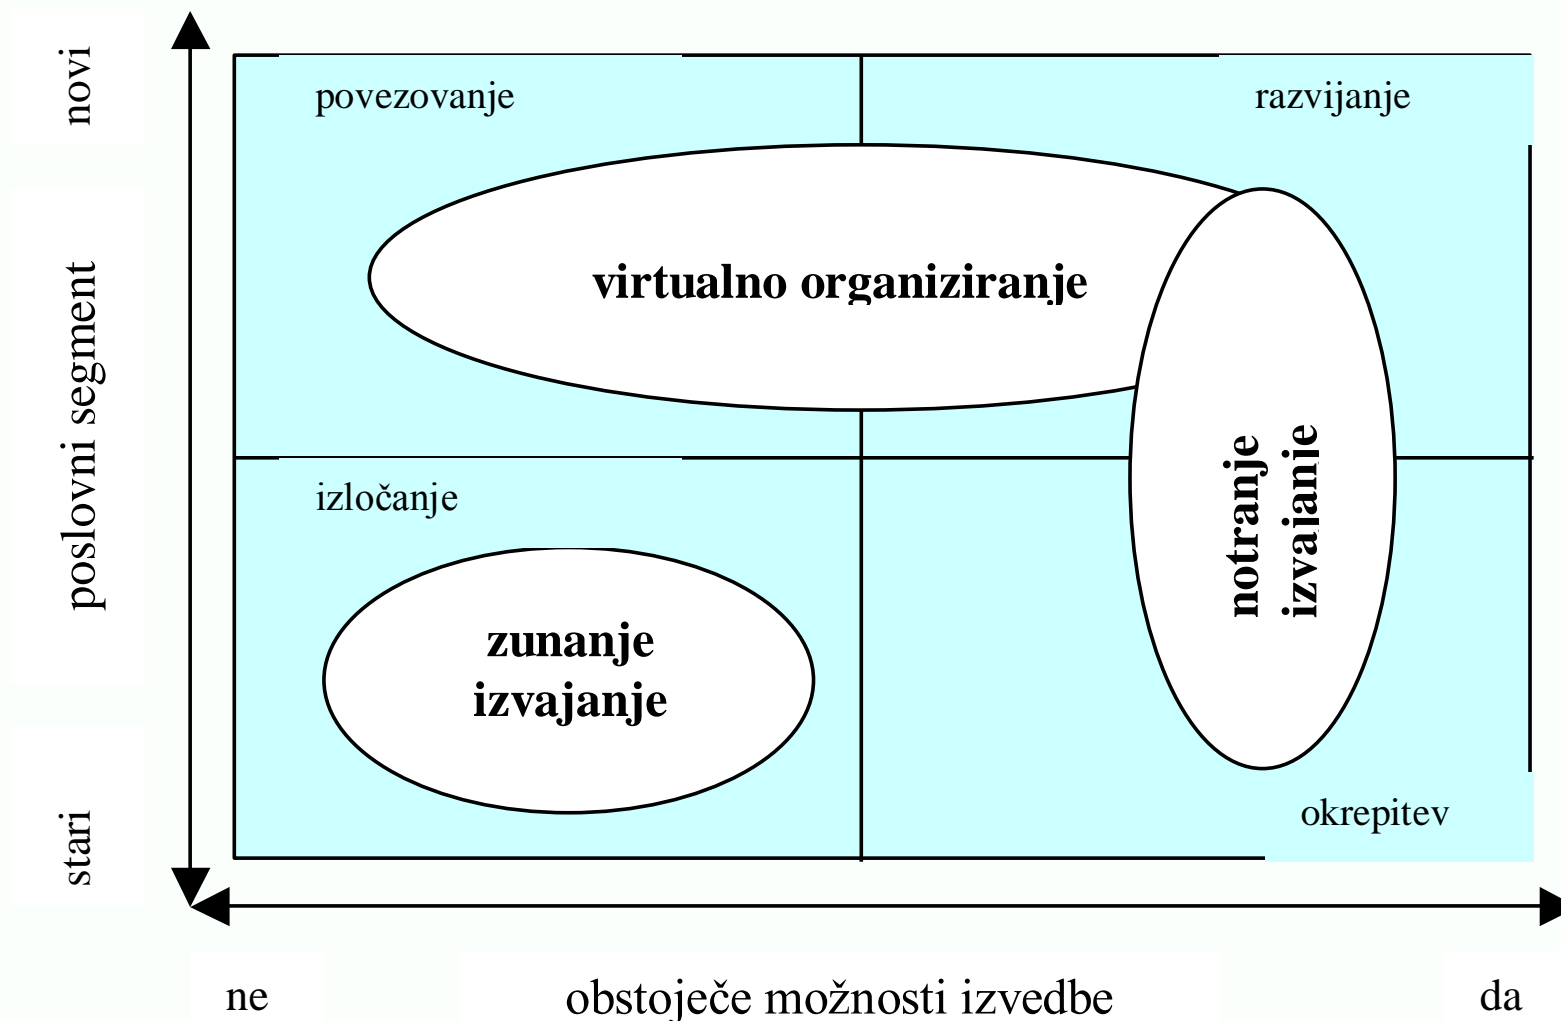 novi
povezovanje
razvijanje
virtualno organiziranje
poslovni segment
notranje
izvajanje
izločanje
zunanje
izvajanje
stari
okrepitev
ne
obstoječe možnosti izvedbe
da